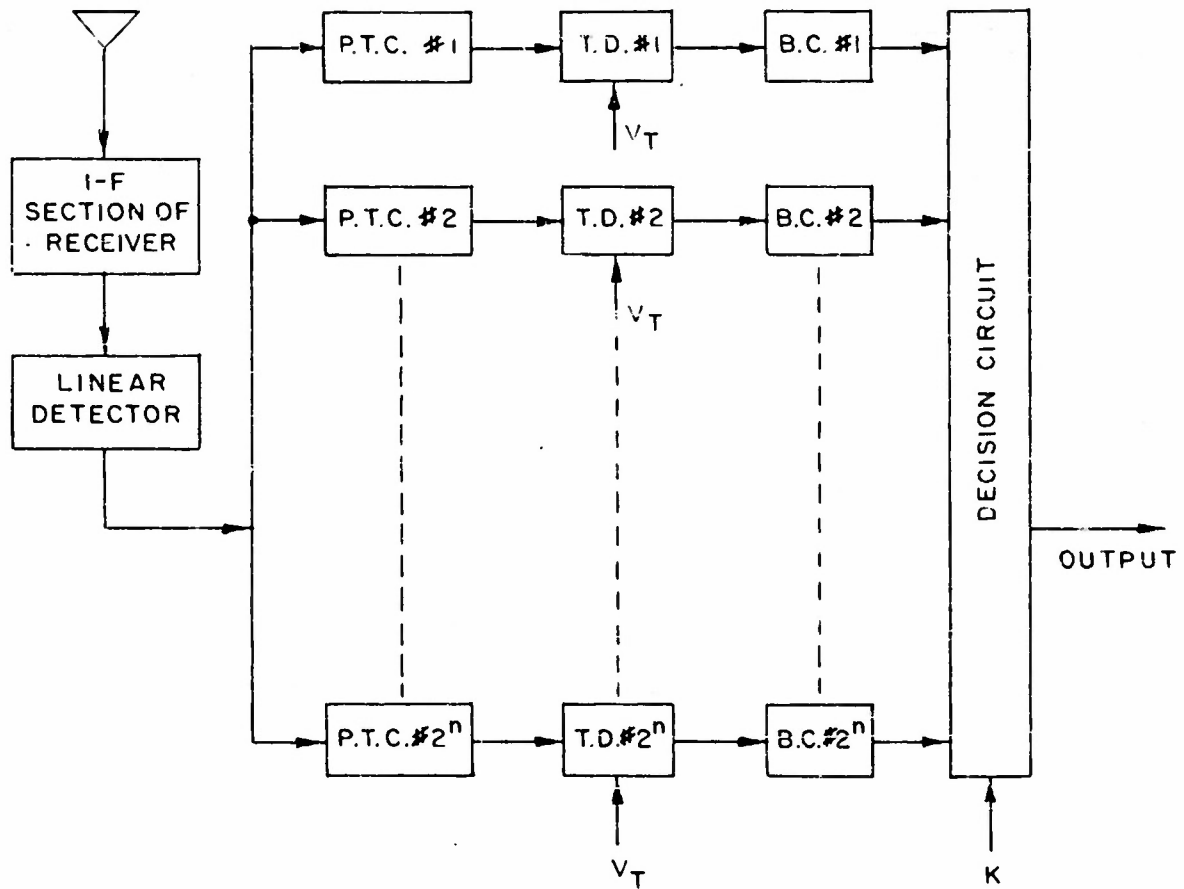 P.T.C. #1
T.D. #1
B.C. #1
V_T
I-F
SECTION OF
RECEIVER
P.T.C. #2
T.D. #2
B.C. #2
V_T
LINEAR
DETECTOR
DECISION CIRCUIT
OUTPUT
P.T.C. #2^n
T.D. #2^n
B.C. #2^n
V_T
K